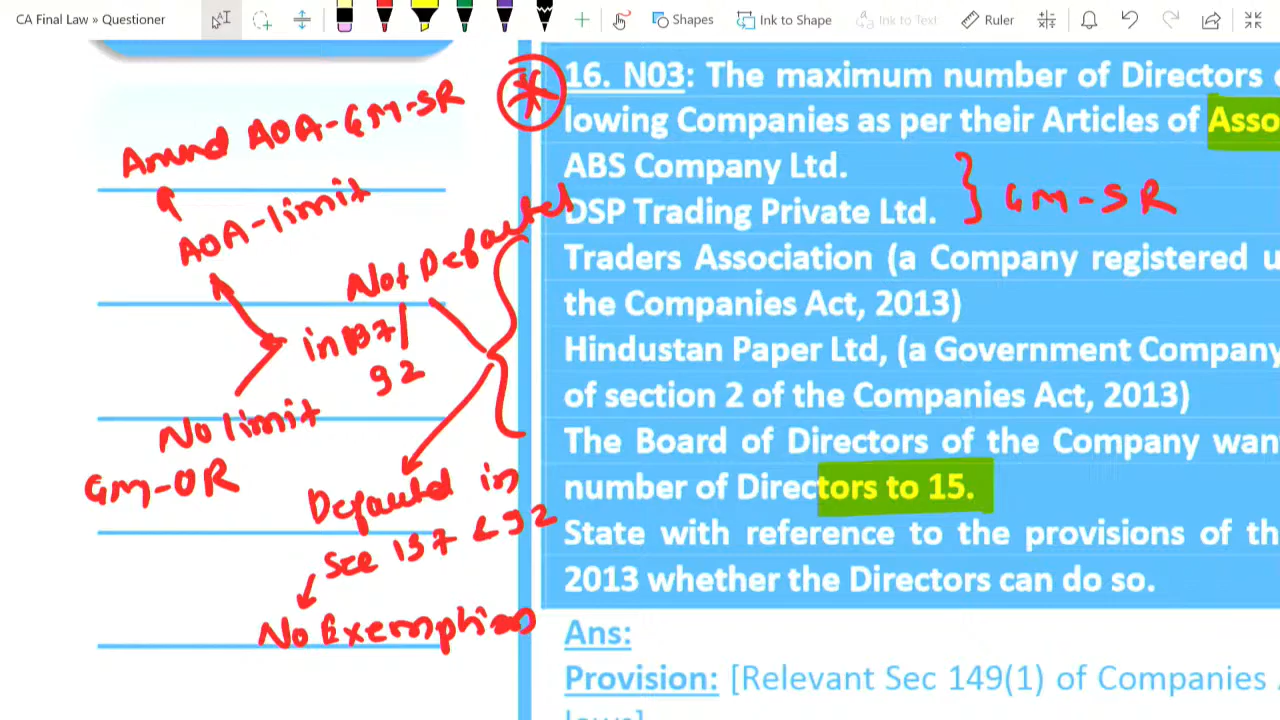 CA Final Law » Questioner
Shapes
Ink to Shape
Ink to Text
Ruler
16. N03: The maximum number of Directors
lowing Companies as per their Articles of Asso
ABS Company Ltd.
DSP Trading Private Ltd.
Traders Association (a Company registered u
the Companies Act, 2013)
Hindustan Paper Ltd, (a Government Company
of section 2 of the Companies Act, 2013)
The Board of Directors of the Company wan
number of Directors to 15.
State with reference to the provisions of th
2013 whether the Directors can do so.
Ans:
Provision: [Relevant Sec 149(1) of Companies
GM-SR
Amend AOA-GM-SR
AOA-limit
Not Defaulted
in 137/
92
No limit
GM-OR
Defaulted in
Sec 137 & 92
No Exemption